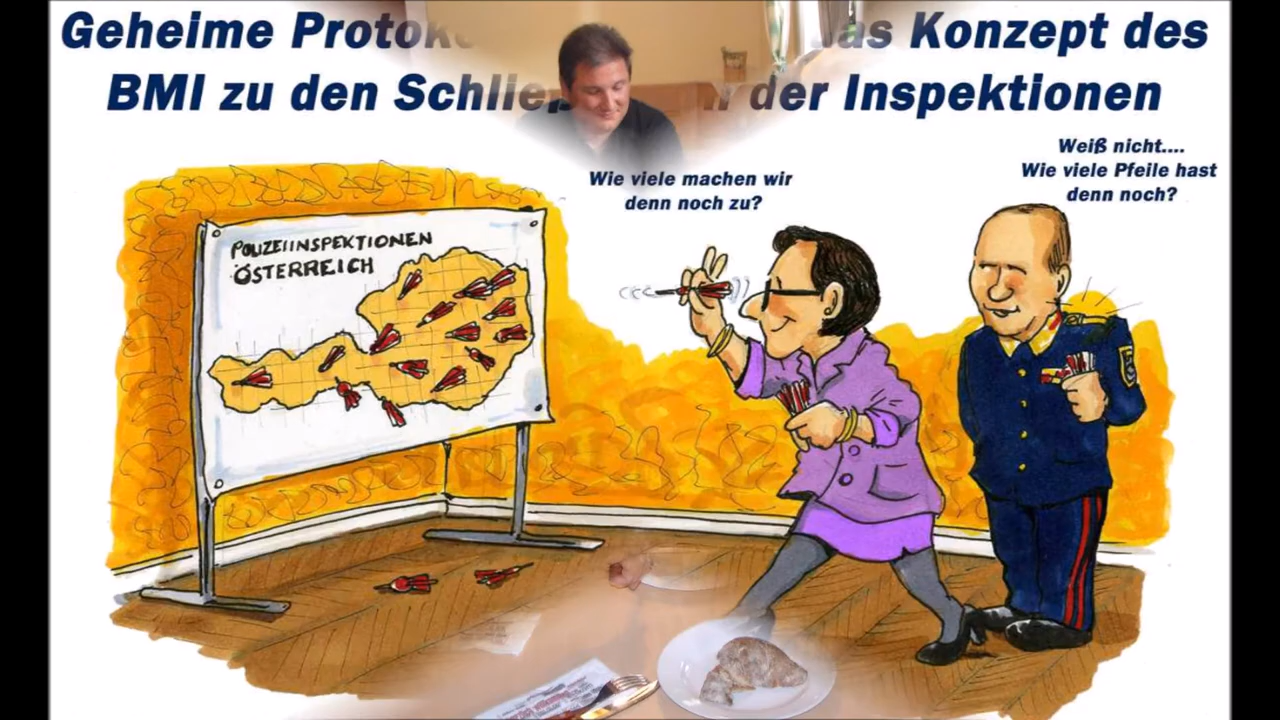 Geheime Protok as Konzept des
BMI zu den Schließ n der Inspektionen
Weiß nicht....
Wie viele Pfeile hast
denn noch?
Wie viele machen wir
denn noch zu?
POLIZEIINSPEKTIONEN
ÖSTERREICH